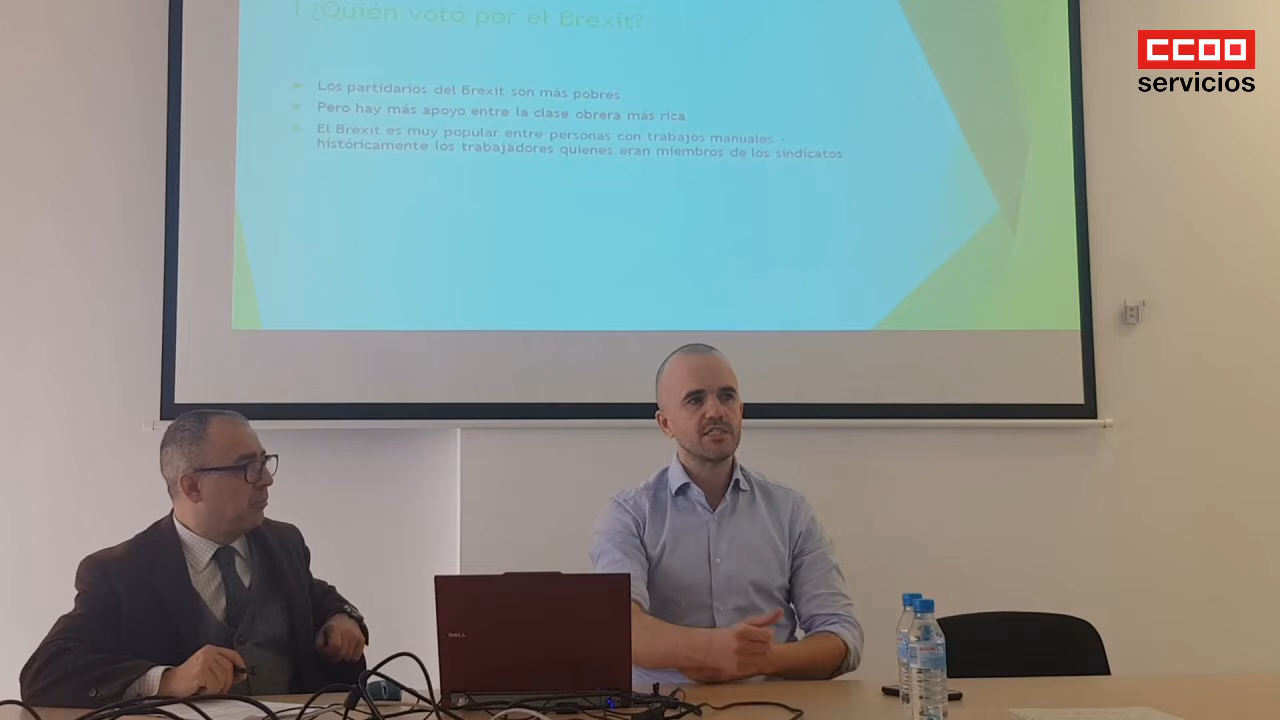 1 ¿Quién votó por el Brexit?
CCOO
servicios
Los partidarios del Brexit son más pobres
Pero hay más apoyo entre la clase obrera más rica
El Brexit es muy popular entre personas con trabajos manuales -
históricamente los trabajadores quienes eran miembros de los sindicatos
DELL